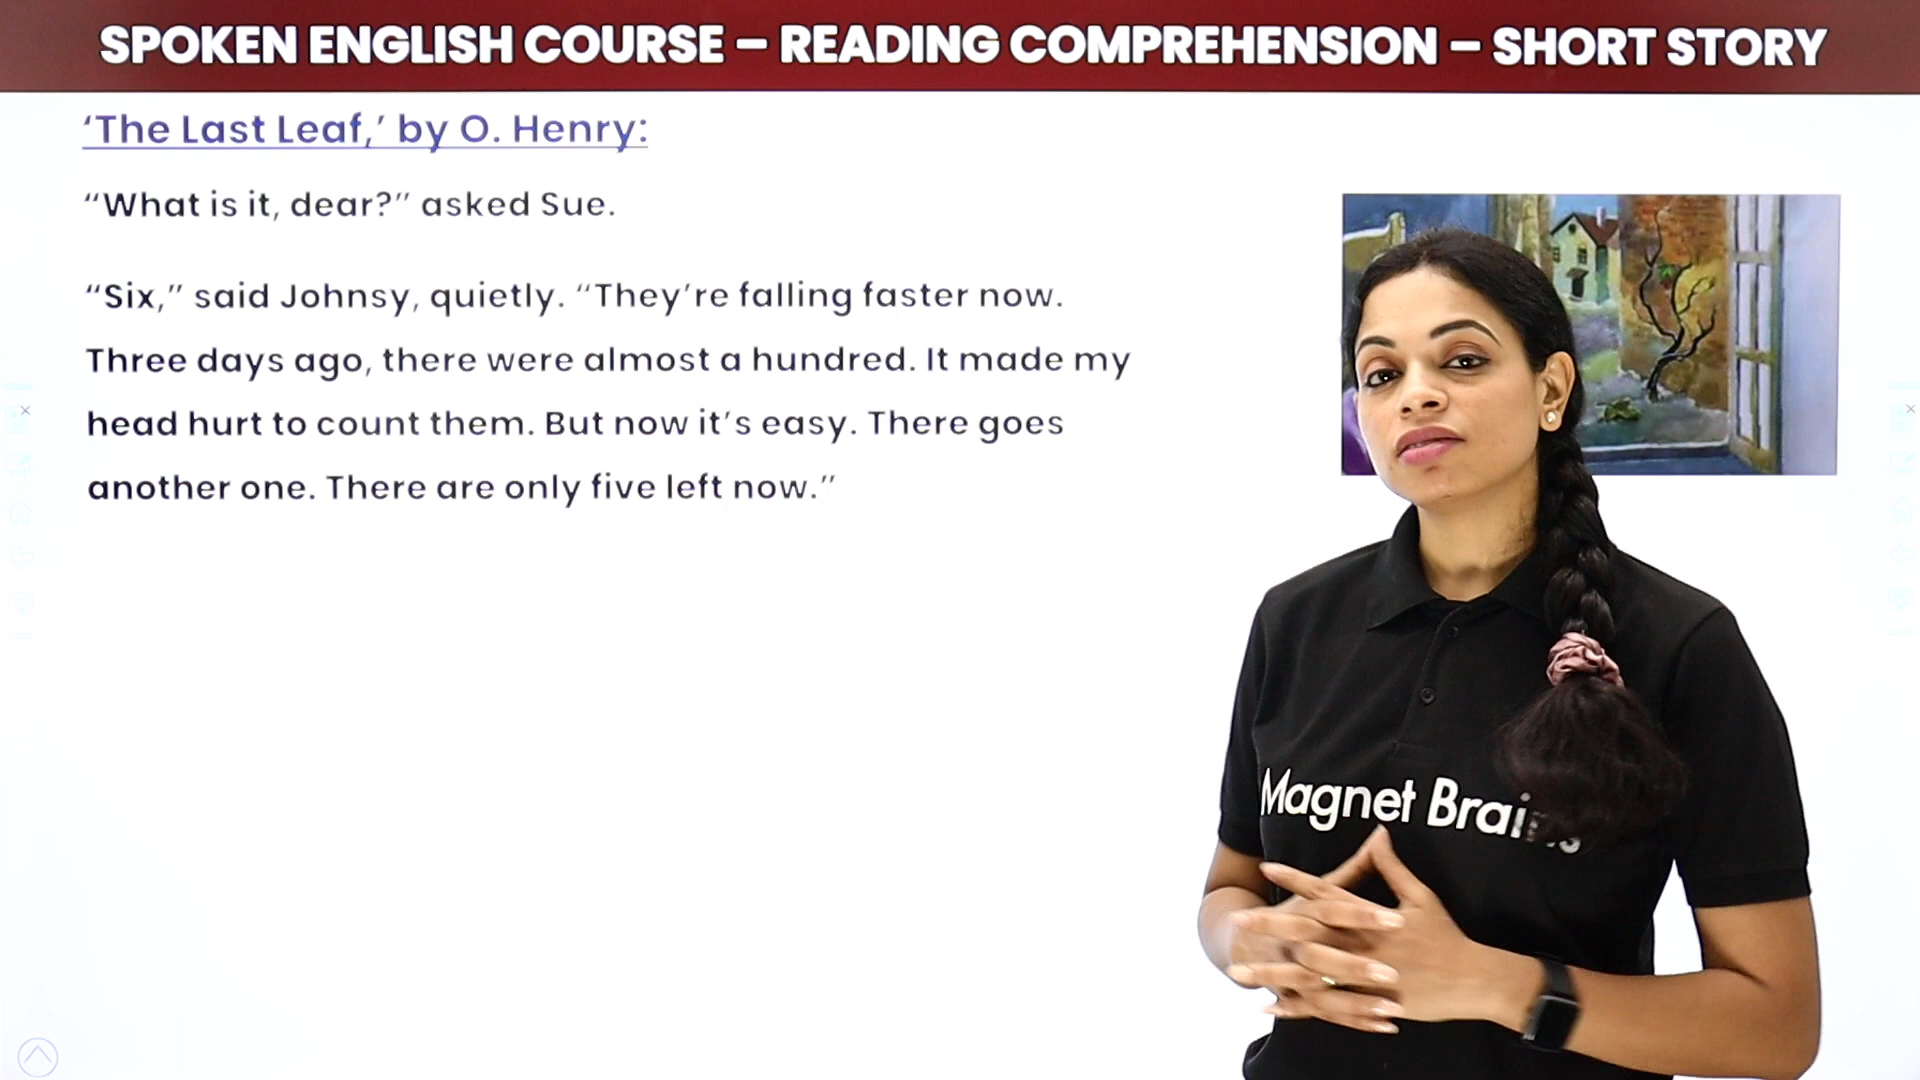 SPOKEN ENGLISH COURSE – READING COMPREHENSION – SHORT STORY
‘The Last Leaf,’ by O. Henry:
“What is it, dear?” asked Sue.
“Six,” said Johnsy, quietly. “They’re falling faster now.
Three days ago, there were almost a hundred. It made my
head hurt to count them. But now it’s easy. There goes
another one. There are only five left now.”
Magnet Brains